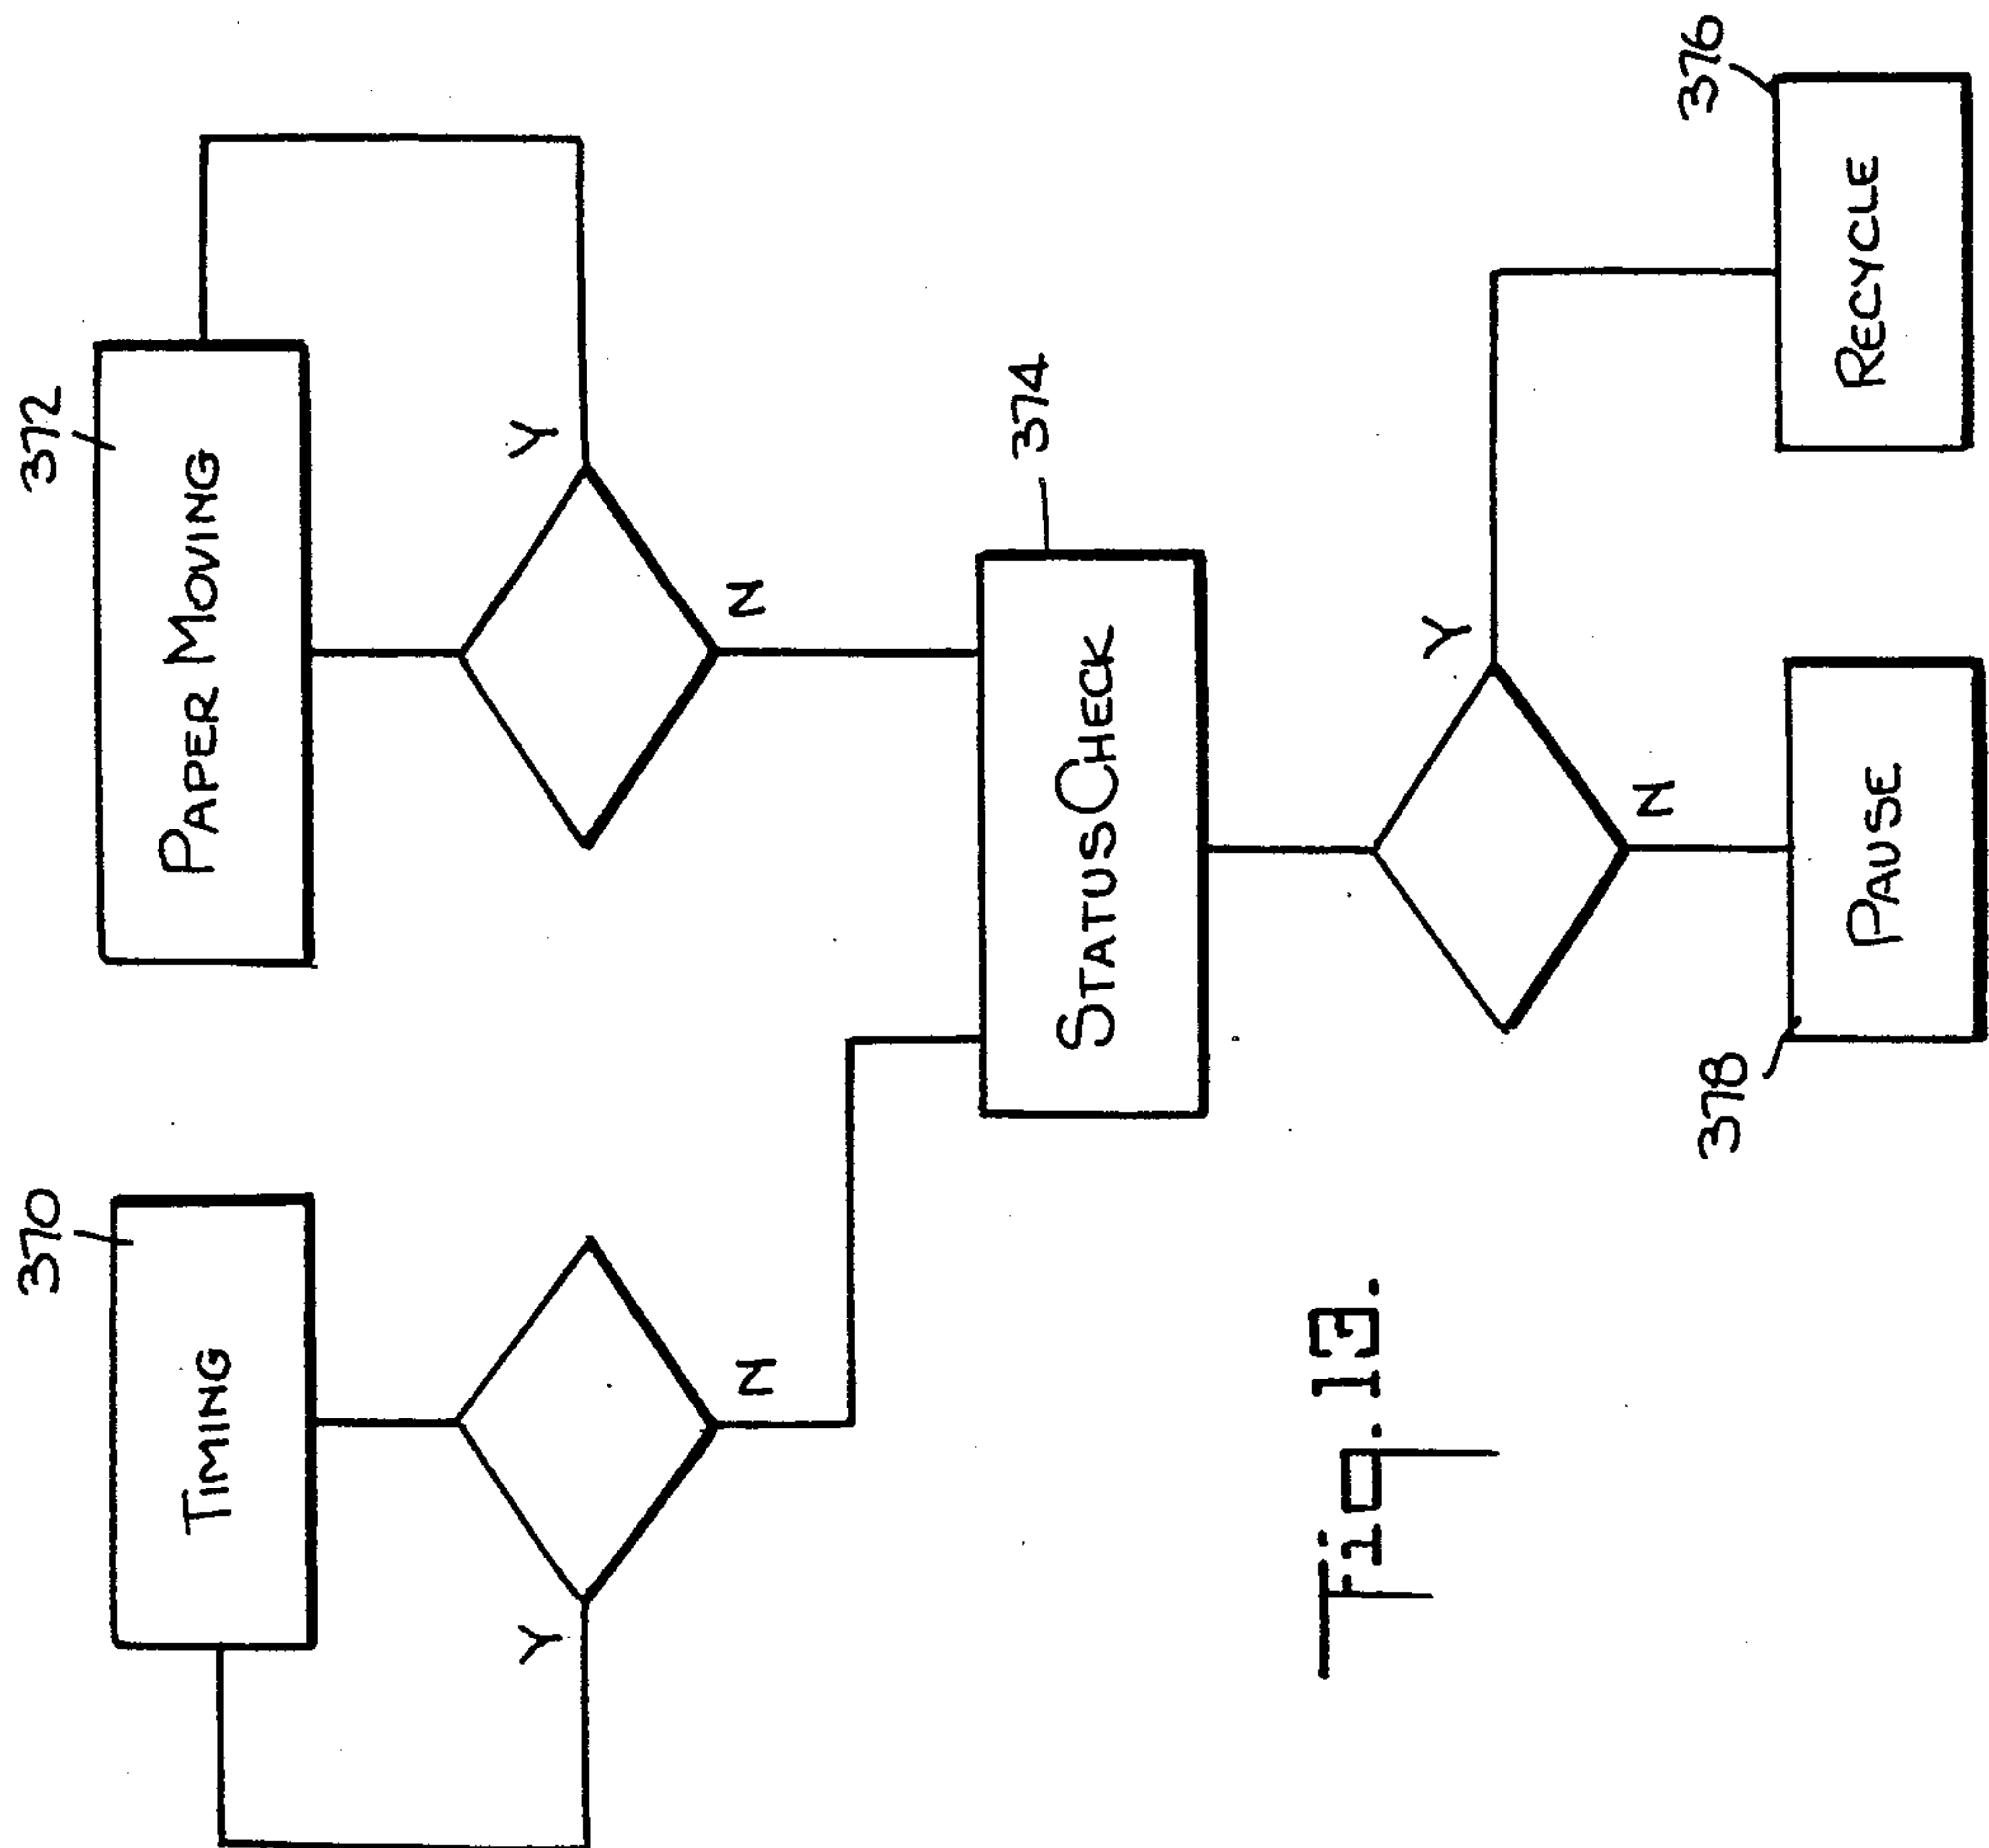 370
TIMING
Y
N
372
PAPER MOVING
Y
N
374
STATUS CHECK
Y
N
378
PAUSE
376
RECYCLE
Fig. 13.